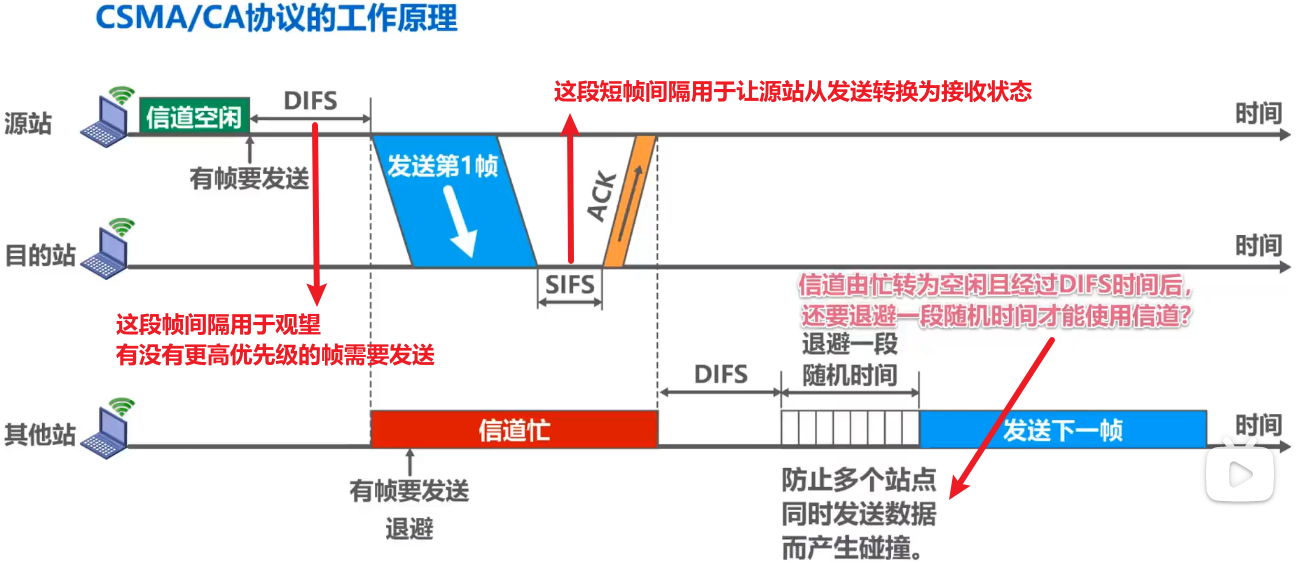 CSMA/CA协议的工作原理
源站
信道空闲
DIFS
有帧要发送
这段短帧间隔用于让源站从发送转换为接收状态
时间
发送第1帧
ACK
目的站
时间
SIFS
这段帧间隔用于观望
有没有更高优先级的帧需要发送
信道由忙转为空闲且经过DIFS时间后,
还要退避一段随机时间才能使用信道?
退避一段
随机时间
DIFS
其他站
信道忙
发送下一帧
时间
有帧要发送
退避
防止多个站点
同时发送数据
而产生碰撞。